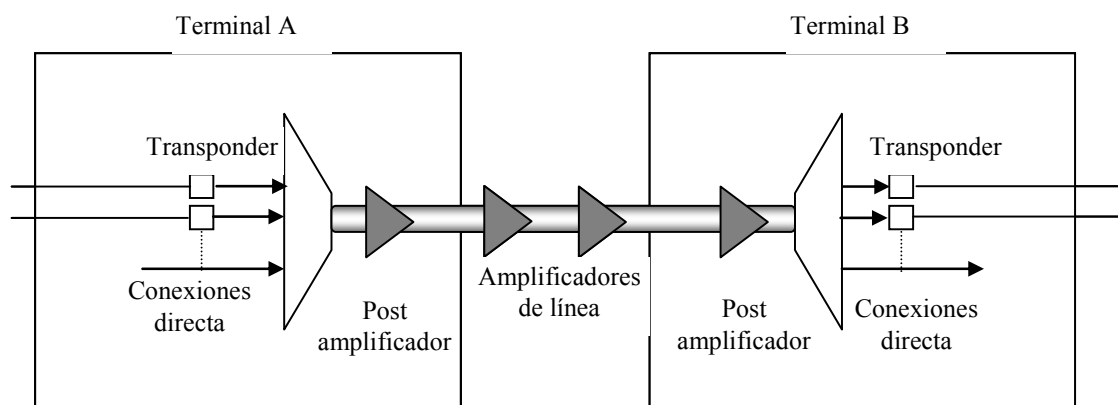 Terminal A
Terminal B
Transponder
Transponder
Conexiones
directa
Post
amplificador
Amplificadores
de línea
Post
amplificador
Conexiones
directa